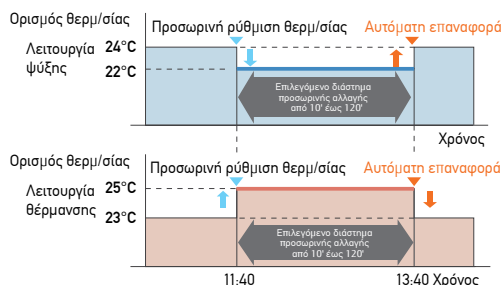 Ορισμός θερμ/σίας
Προσωρινή ρύθμιση θερμ/σίας
Αυτόματη επαναφορά
Λειτουργία
ψύξης
24°C
22°C
Επιλεγόμενο διάστημα
προσωρινής αλλαγής
από 10' έως 120'
Χρόνος
Ορισμός θερμ/σίας
Προσωρινή ρύθμιση θερμ/σίας
Αυτόματη επαναφορά
Λειτουργία
θέρμανσης
25°C
23°C
Επιλεγόμενο διάστημα
προσωρινής αλλαγής
από 10' έως 120'
11:40
13:40 Χρόνος